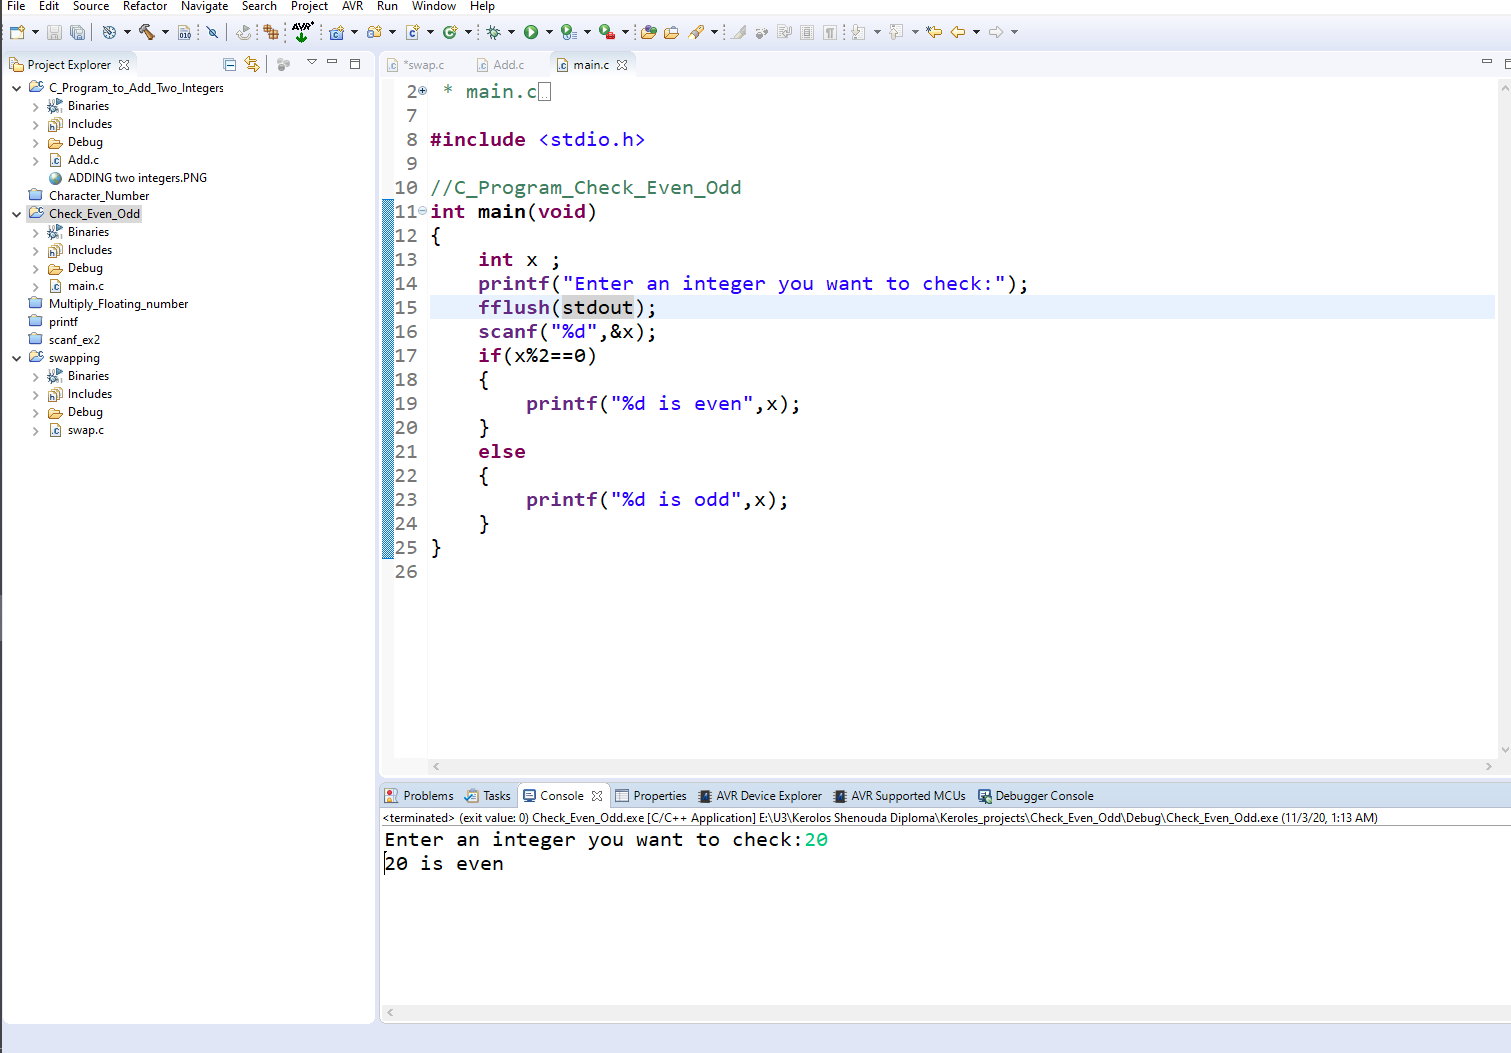 File Edit Source Refactor Navigate Search Project AVR Run Window Help
010 AVR
Project Explorer
C_Program_to_Add_Two_Integers
Binaries
Includes
Debug
Add.c
ADDING two integers.PNG
Character_Number
Check_Even_Odd
Binaries
Includes
Debug
main.c
Multiply_Floating_number
printf
scanf_ex2
swapping
Binaries
Includes
Debug
swap.c
*swap.c Add.c main.c
2 * main.c
7
8 #include <stdio.h>
9
10 //C_Program_Check_Even_Odd
11 int main(void)
12 {
13 int x ;
14 printf("Enter an integer you want to check:");
15 fflush(stdout);
16 scanf("%d",&x);
17 if(x%2==0)
18 {
19 printf("%d is even",x);
20 }
21 else
22 {
23 printf("%d is odd",x);
24 }
25 }
26
Problems Tasks Console Properties AVR Device Explorer AVR Supported MCUs Debugger Console
<terminated> (exit value: 0) Check_Even_Odd.exe [C/C++ Application] E:\U3\Kerolos Shenouda Diploma\Keroles_projects\Check_Even_Odd\Debug\Check_Even_Odd.exe (11/3/20, 1:13 AM)
Enter an integer you want to check:20
20 is even